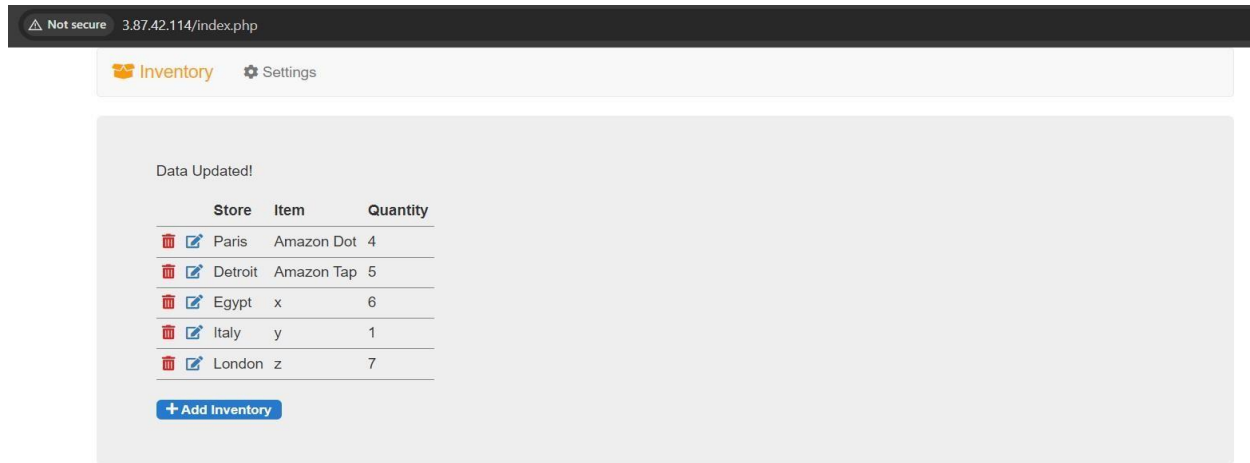 Not secure 3.87.42.114/index.php
Inventory Settings
Data Updated!
Store Item Quantity
Paris Amazon Dot 4
Detroit Amazon Tap 5
Egypt x 6
Italy y 1
London z 7
+ Add Inventory